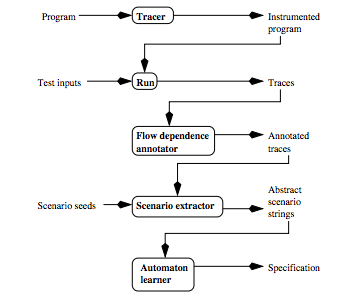 Program
Tracer
Instrumented
program
Test inputs
Run
Traces
Flow dependence
annotator
Annotated
traces
Scenario seeds
Scenario extractor
Abstract
scenario
strings
Automaton
learner
Specification